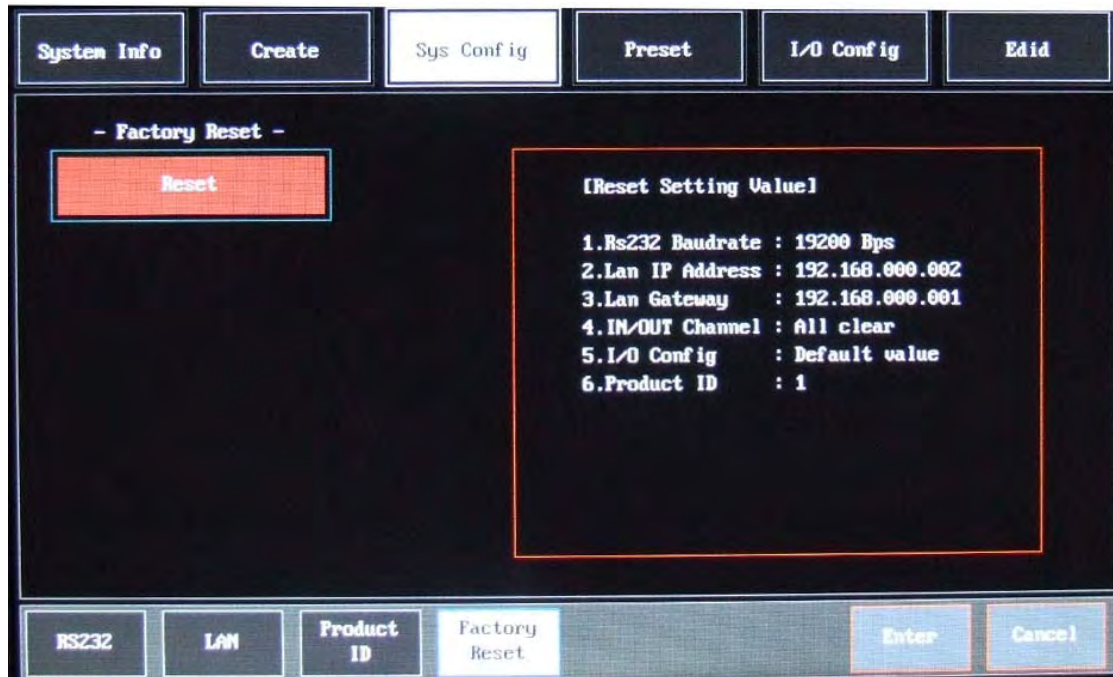 System Info
Create
Sys Config
Preset
I/O Config
Edid
- Factory Reset -
Reset
[Reset Setting Value]
1.Rs232 Baudrate : 19200 Bps
2.Lan IP Address : 192.168.000.002
3.Lan Gateway : 192.168.000.001
4.IN/OUT Channel : All clear
5.I/O Config : Default value
6.Product ID : 1
RS232
LAN
Product
ID
Factory
Reset
Enter
Cancel